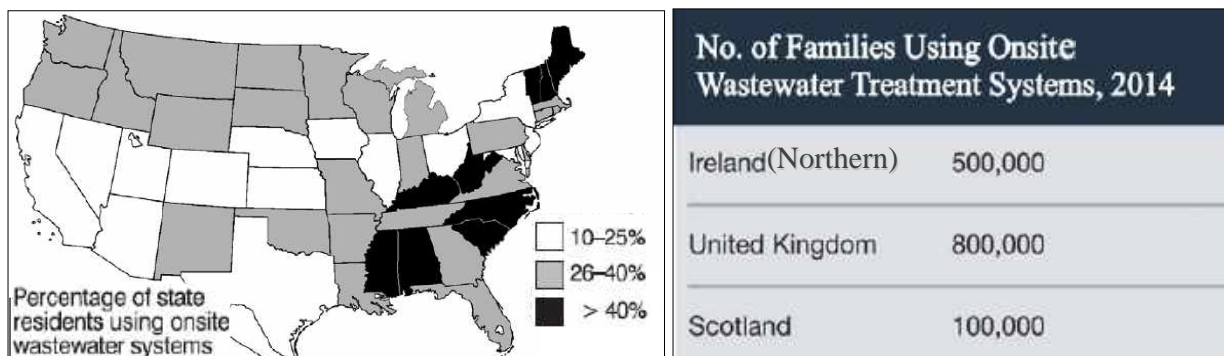 10–25%
26–40%
> 40%
Percentage of state
residents using onsite
wastewater systems
No. of Families Using Onsite
Wastewater Treatment Systems, 2014
Ireland(Northern) 500,000
United Kingdom 800,000
Scotland 100,000